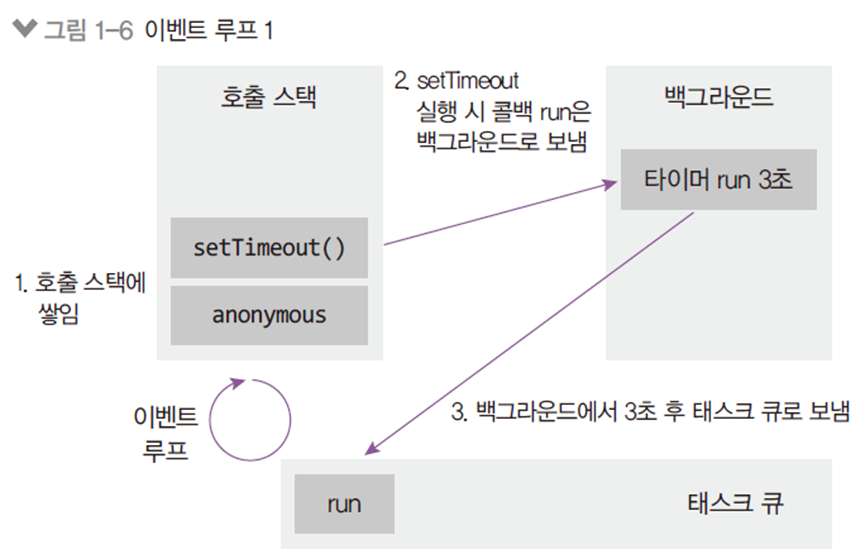 그림 1-6 이벤트 루프 1
호출 스택
2. setTimeout
실행 시 콜백 run은
백그라운드로 보냄
백그라운드
타이머 run 3초
setTimeout()
1. 호출 스택에
쌓임
anonymous
이벤트
루프
3. 백그라운드에서 3초 후 태스크 큐로 보냄
run
태스크 큐